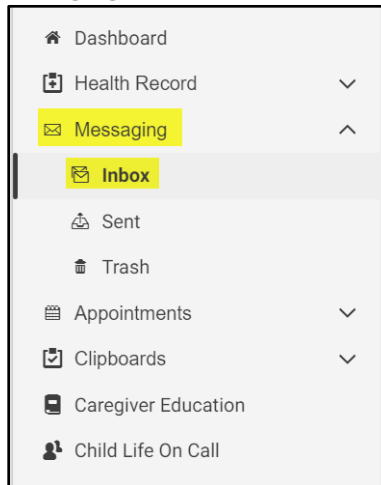 Dashboard
Health Record
Messaging
Inbox
Sent
Trash
Appointments
Clipboards
Caregiver Education
Child Life On Call